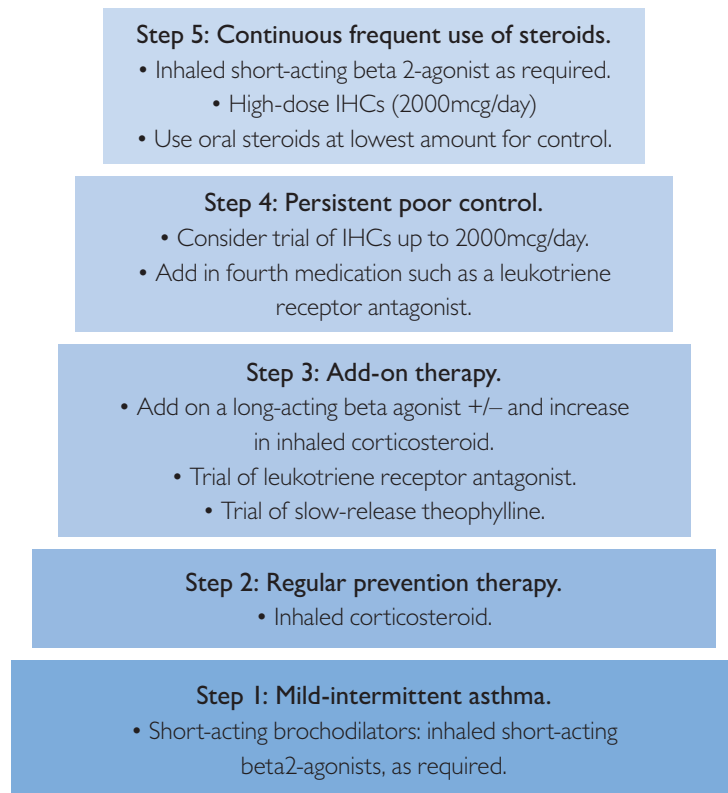 Step 5: Continuous frequent use of steroids.
• Inhaled short-acting beta 2-agonist as required.
• High-dose IHCs (2000mcg/day)
• Use oral steroids at lowest amount for control.
Step 4: Persistent poor control.
• Consider trial of IHCs up to 2000mcg/day.
• Add in fourth medication such as a leukotriene
receptor antagonist.
Step 3: Add-on therapy.
• Add on a long-acting beta agonist +/– and increase
in inhaled corticosteroid.
• Trial of leukotriene receptor antagonist.
• Trial of slow-release theophylline.
Step 2: Regular prevention therapy.
• Inhaled corticosteroid.
Step 1: Mild-intermittent asthma.
• Short-acting brochodilators: inhaled short-acting
beta2-agonists, as required.